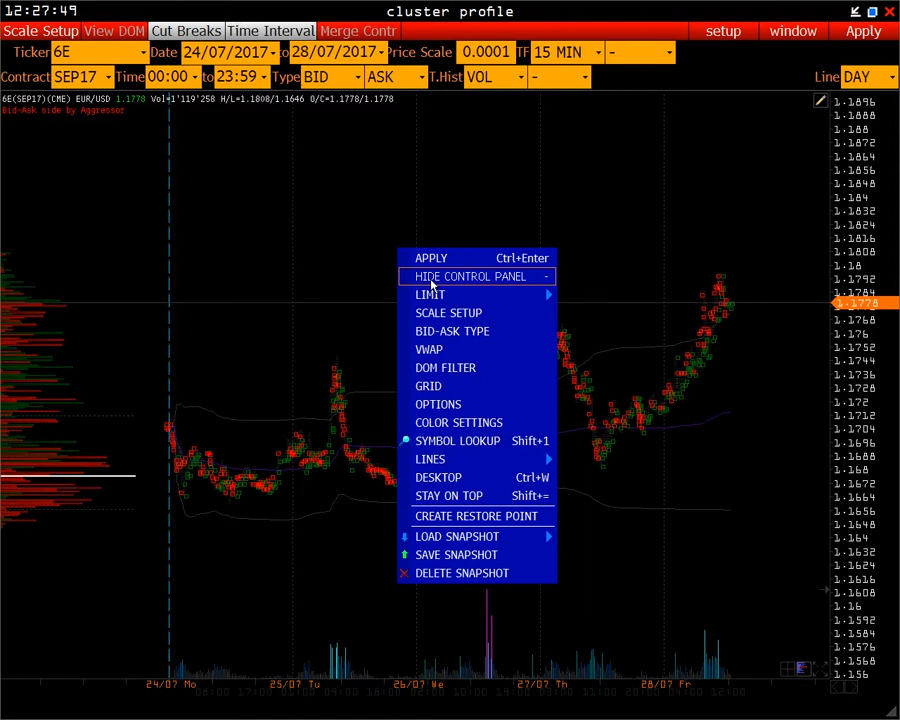 12:27:49 cluster profile
Scale Setup View DOM Cut Breaks Time Interval Merge Contr setup window Apply
Ticker 6E Date 24/07/2017 to 28/07/2017 Price Scale 0.0001 TF 15 MIN -
Contract SEP17 Time 00:00 to 23:59 Type BID ASK T.Hist VOL - Line DAY
6E(SEP17)(CME) EUR/USD 1.1778 Vol=1'119'258 H/L=1.1808/1.1646 O/C=1.1778/1.1778
Bid-Ask side by Aggressor
APPLY Ctrl+Enter
HIDE CONTROL PANEL -
LIMIT
SCALE SETUP
BID-ASK TYPE
VWAP
DOM FILTER
GRID
OPTIONS
COLOR SETTINGS
SYMBOL LOOKUP Shift+1
LINES
DESKTOP Ctrl+W
STAY ON TOP Shift+=
CREATE RESTORE POINT
LOAD SNAPSHOT
SAVE SNAPSHOT
DELETE SNAPSHOT
1.1896
1.1888
1.188
1.1872
1.1864
1.1856
1.1848
1.184
1.1832
1.1824
1.1816
1.1808
1.18
1.1792
1.1784
1.1778
1.1768
1.176
1.1752
1.1744
1.1736
1.1728
1.172
1.1712
1.1704
1.1696
1.1688
1.168
1.1672
1.1664
1.1656
1.1648
1.164
1.1632
1.1624
1.1616
1.1608
1.16
1.1592
1.1584
1.1576
1.1568
1.156
24/07 Mo 25/07 Tu 26/07 We 27/07 Th 28/07 Fr